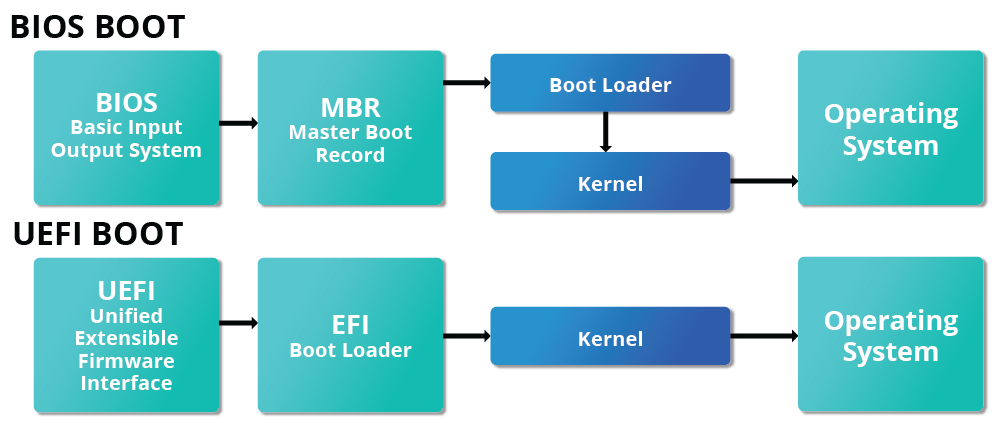 BIOS BOOT
BIOS
Basic Input
Output System
MBR
Master Boot
Record
Boot Loader
Kernel
Operating
System
UEFI BOOT
UEFI
Unified
Extensible
Firmware
Interface
EFI
Boot Loader
Kernel
Operating
System